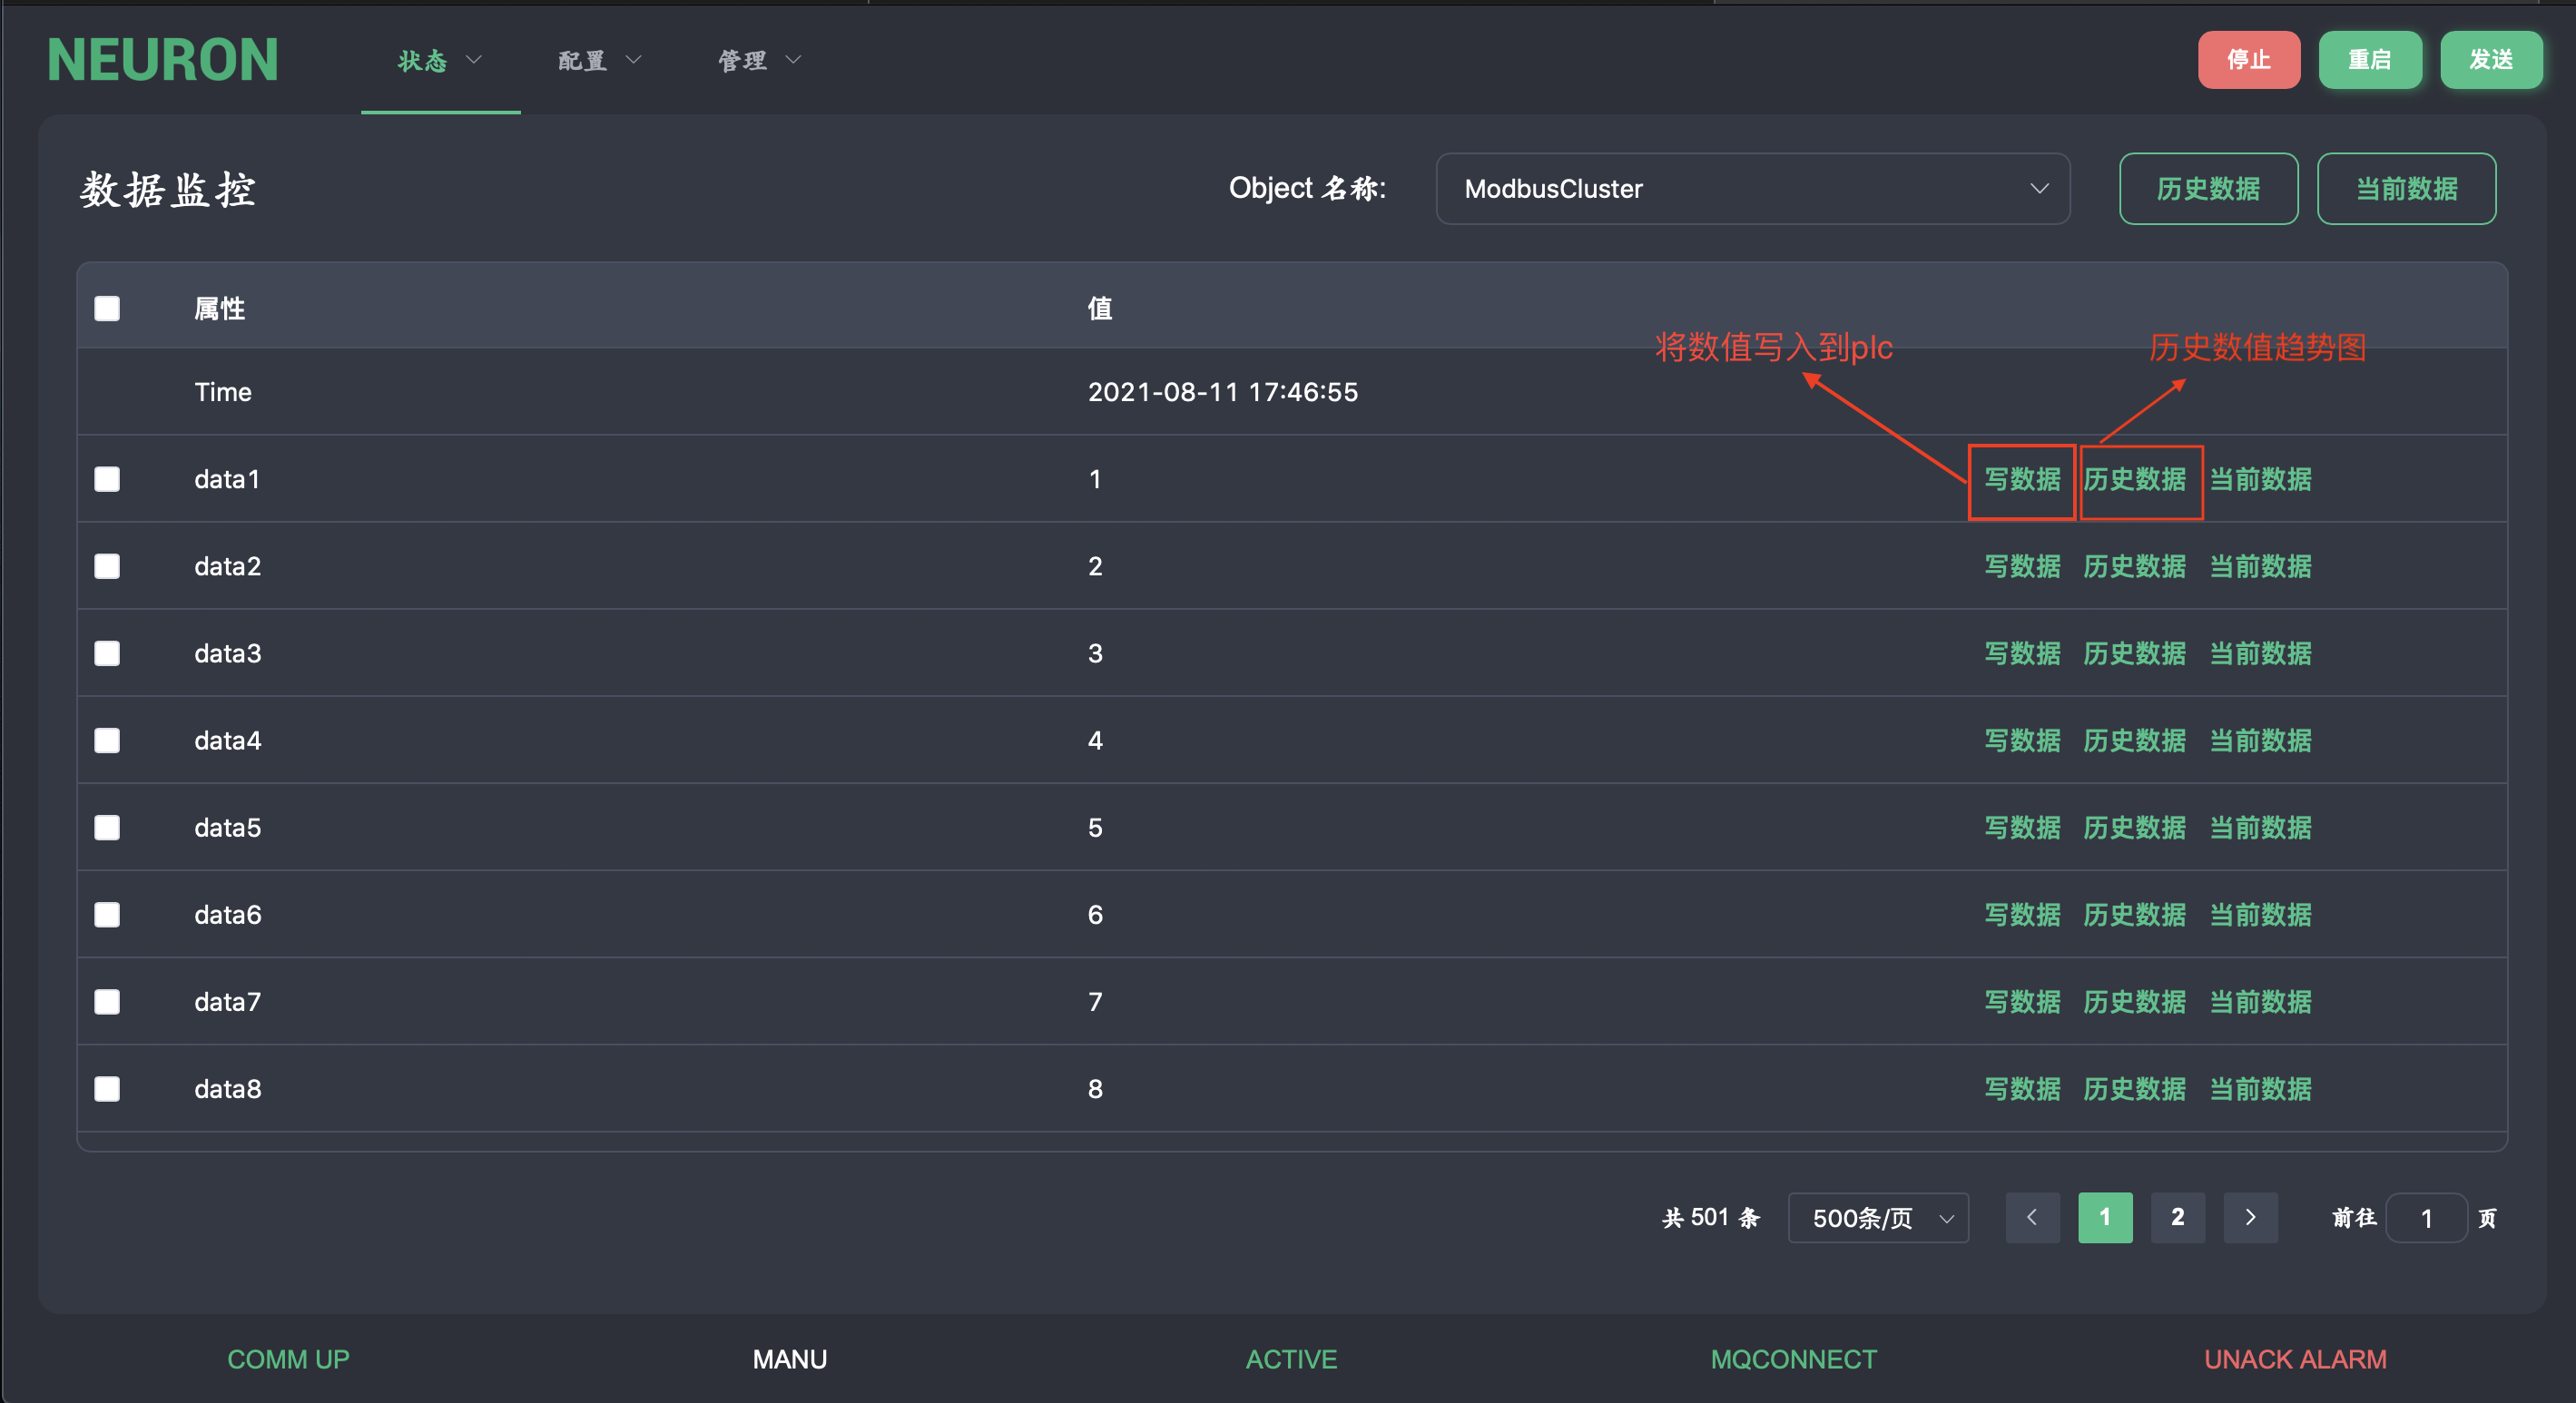 NEURON 状态 配置 管理 停止 重启 发送
数据监控 Object 名称: ModbusCluster 历史数据 当前数据
属性 值
将数值写入到plc 历史数值趋势图
Time 2021-08-11 17:46:55
data1 1 写数据 历史数据 当前数据
data2 2 写数据 历史数据 当前数据
data3 3 写数据 历史数据 当前数据
data4 4 写数据 历史数据 当前数据
data5 5 写数据 历史数据 当前数据
data6 6 写数据 历史数据 当前数据
data7 7 写数据 历史数据 当前数据
data8 8 写数据 历史数据 当前数据
共 501 条 500条/页 1 2 前往 1 页
COMM UP MANU ACTIVE MQCONNECT UNACK ALARM